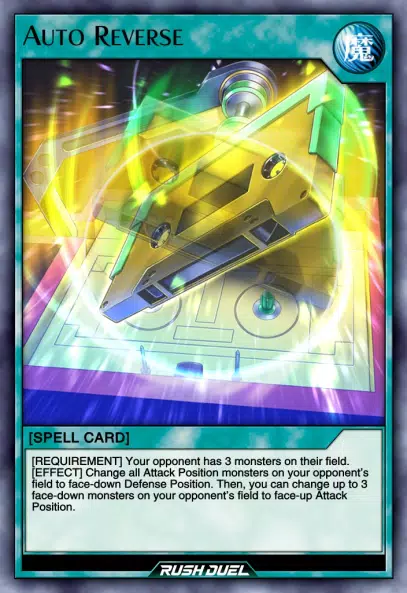 AUTO REVERSE
魔
[SPELL CARD]
[REQUIREMENT] Your opponent has 3 monsters on their field.
[EFFECT] Change all Attack Position monsters on your opponent's
field to face-down Defense Position. Then, you can change up to 3
face-down monsters on your opponent's field to face-up Attack
Position.
RUSH DUEL